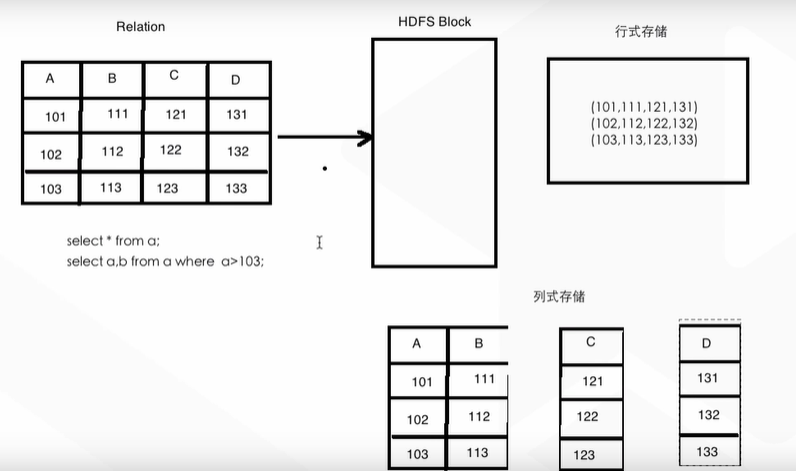 Relation
A B C D
101 111 121 131
102 112 122 132
103 113 123 133
select * from a;
select a,b from a where a>103;
HDFS Block
行式存储
(101,111,121,131)
(102,112,122,132)
(103,113,123,133)
列式存储
A B
101 111
102 112
103 113
C
121
122
123
D
131
132
133